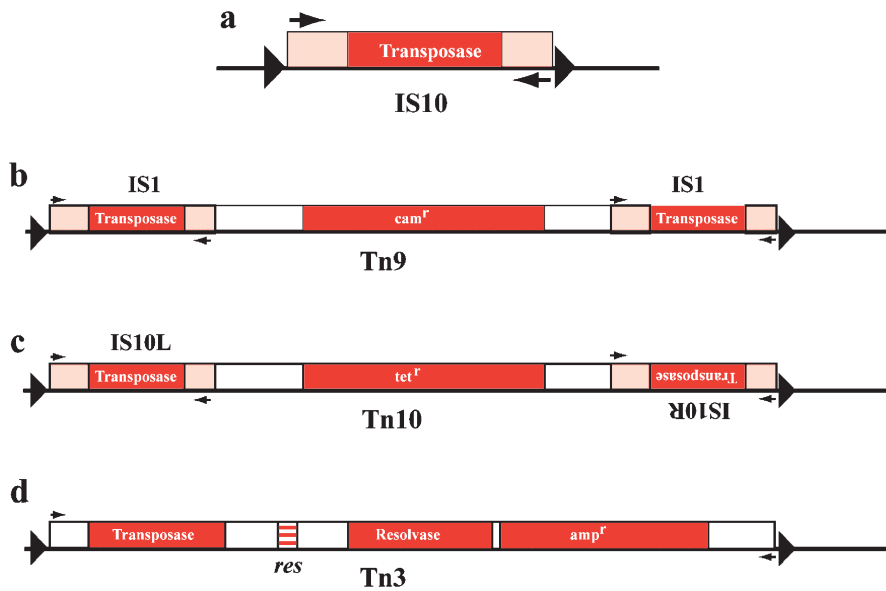 a
Transposase
IS10
b
IS1 IS1
Transposase cam^r Transposase
Tn9
c
IS10L
Transposase tet^r Transposase
IS10R
Tn10
d
Transposase Resolvase amp^r
res
Tn3